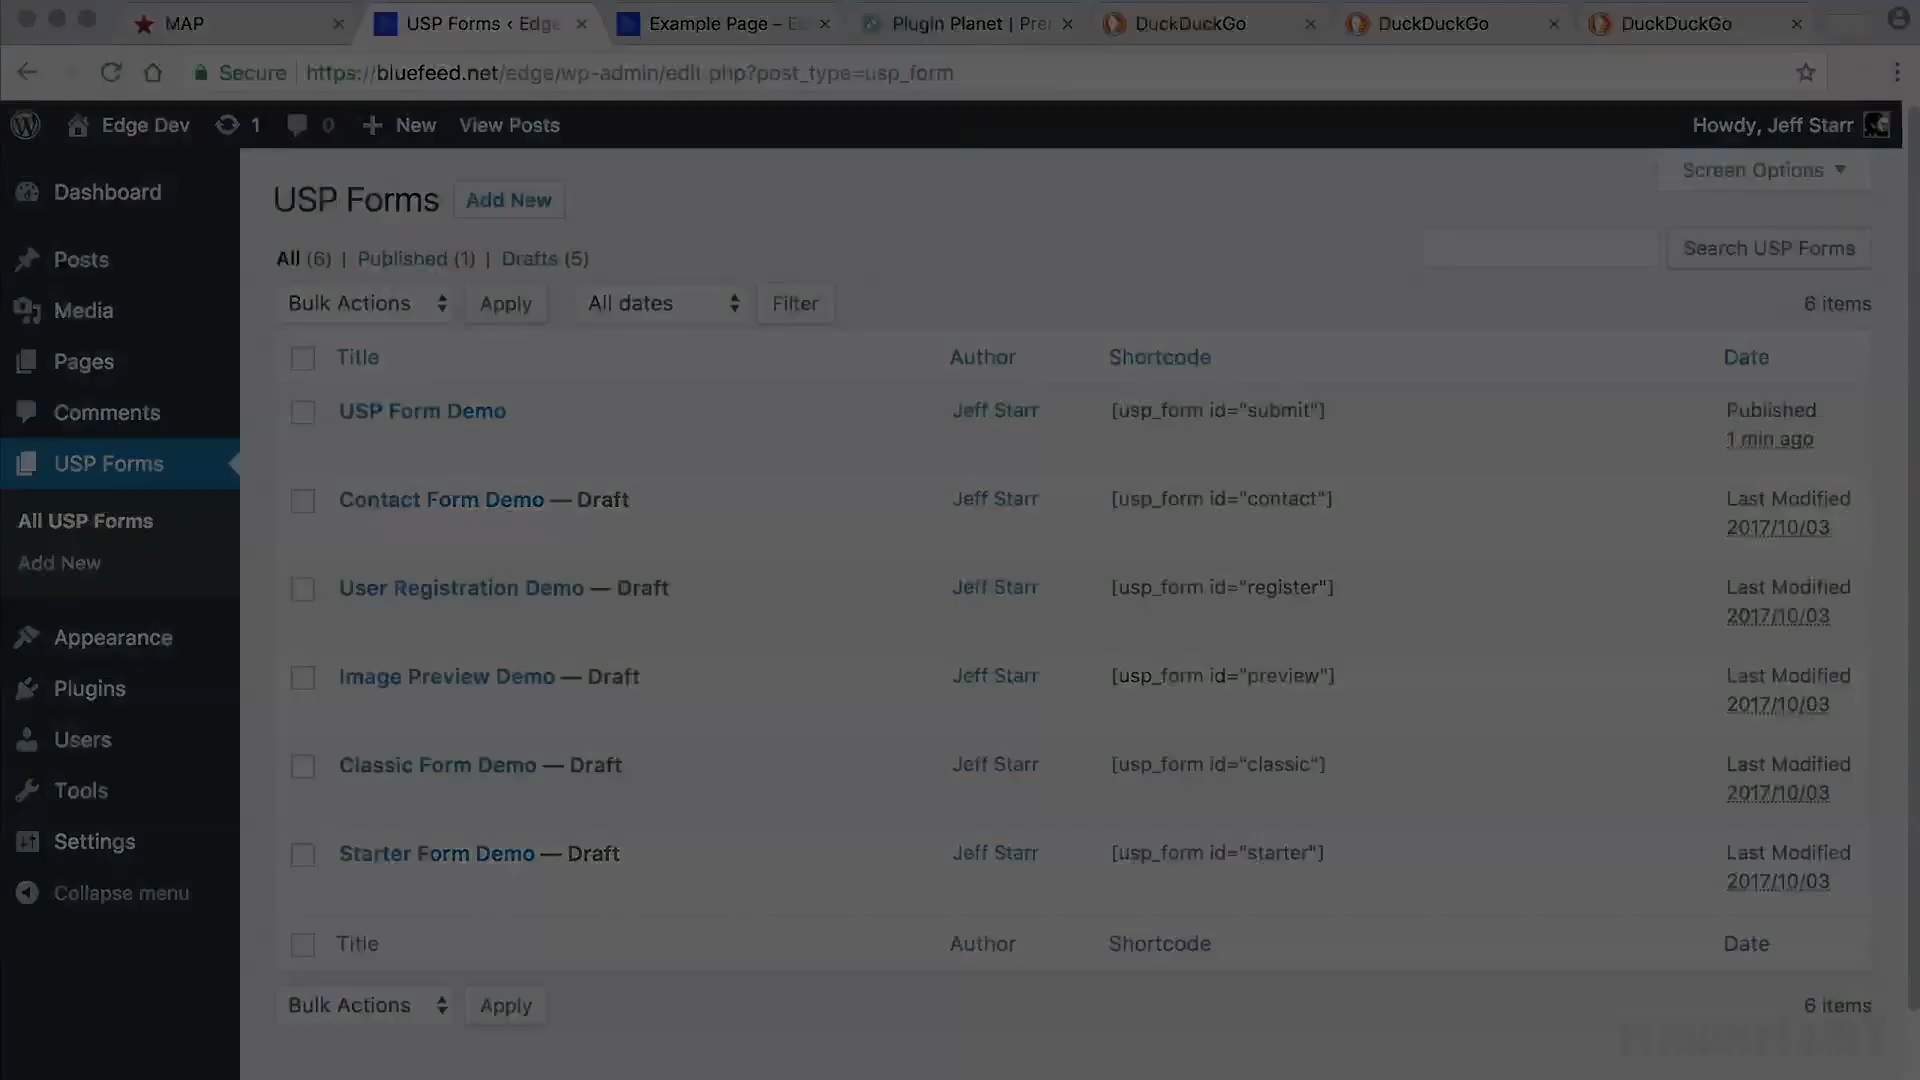 MAP
USP Forms ‹ Edge
Example Page –
Plugin Planet | Pre
DuckDuckGo
DuckDuckGo
DuckDuckGo
Secure
https://bluefeed.net/edge/wp-admin/edit.php?post_type=usp_form
Edge Dev
1
0
New
View Posts
Howdy, Jeff Starr
Dashboard
Posts
Media
Pages
Comments
USP Forms
All USP Forms
Add New
Appearance
Plugins
Users
Tools
Settings
Collapse menu
Screen Options
USP Forms
Add New
All (6) | Published (1) | Drafts (5)
Search USP Forms
Bulk Actions
Apply
All dates
Filter
6 items
Title
Author
Shortcode
Date
USP Form Demo
Jeff Starr
[usp_form id="submit"]
Published
1 min ago
Contact Form Demo — Draft
Jeff Starr
[usp_form id="contact"]
Last Modified
2017/10/03
User Registration Demo — Draft
Jeff Starr
[usp_form id="register"]
Last Modified
2017/10/03
Image Preview Demo — Draft
Jeff Starr
[usp_form id="preview"]
Last Modified
2017/10/03
Classic Form Demo — Draft
Jeff Starr
[usp_form id="classic"]
Last Modified
2017/10/03
Starter Form Demo — Draft
Jeff Starr
[usp_form id="starter"]
Last Modified
2017/10/03
Title
Author
Shortcode
Date
Bulk Actions
Apply
6 items